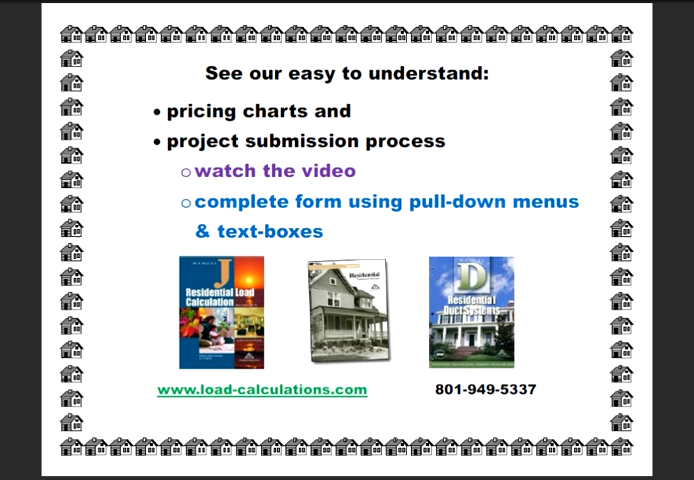 See our easy to understand:
• pricing charts and
• project submission process
○ watch the video
○ complete form using pull-down menus
& text-boxes
MANUAL
J
Residential Load
Calculation
Residential
D
Residential
Duct Systems
www.load-calculations.com
801-949-5337